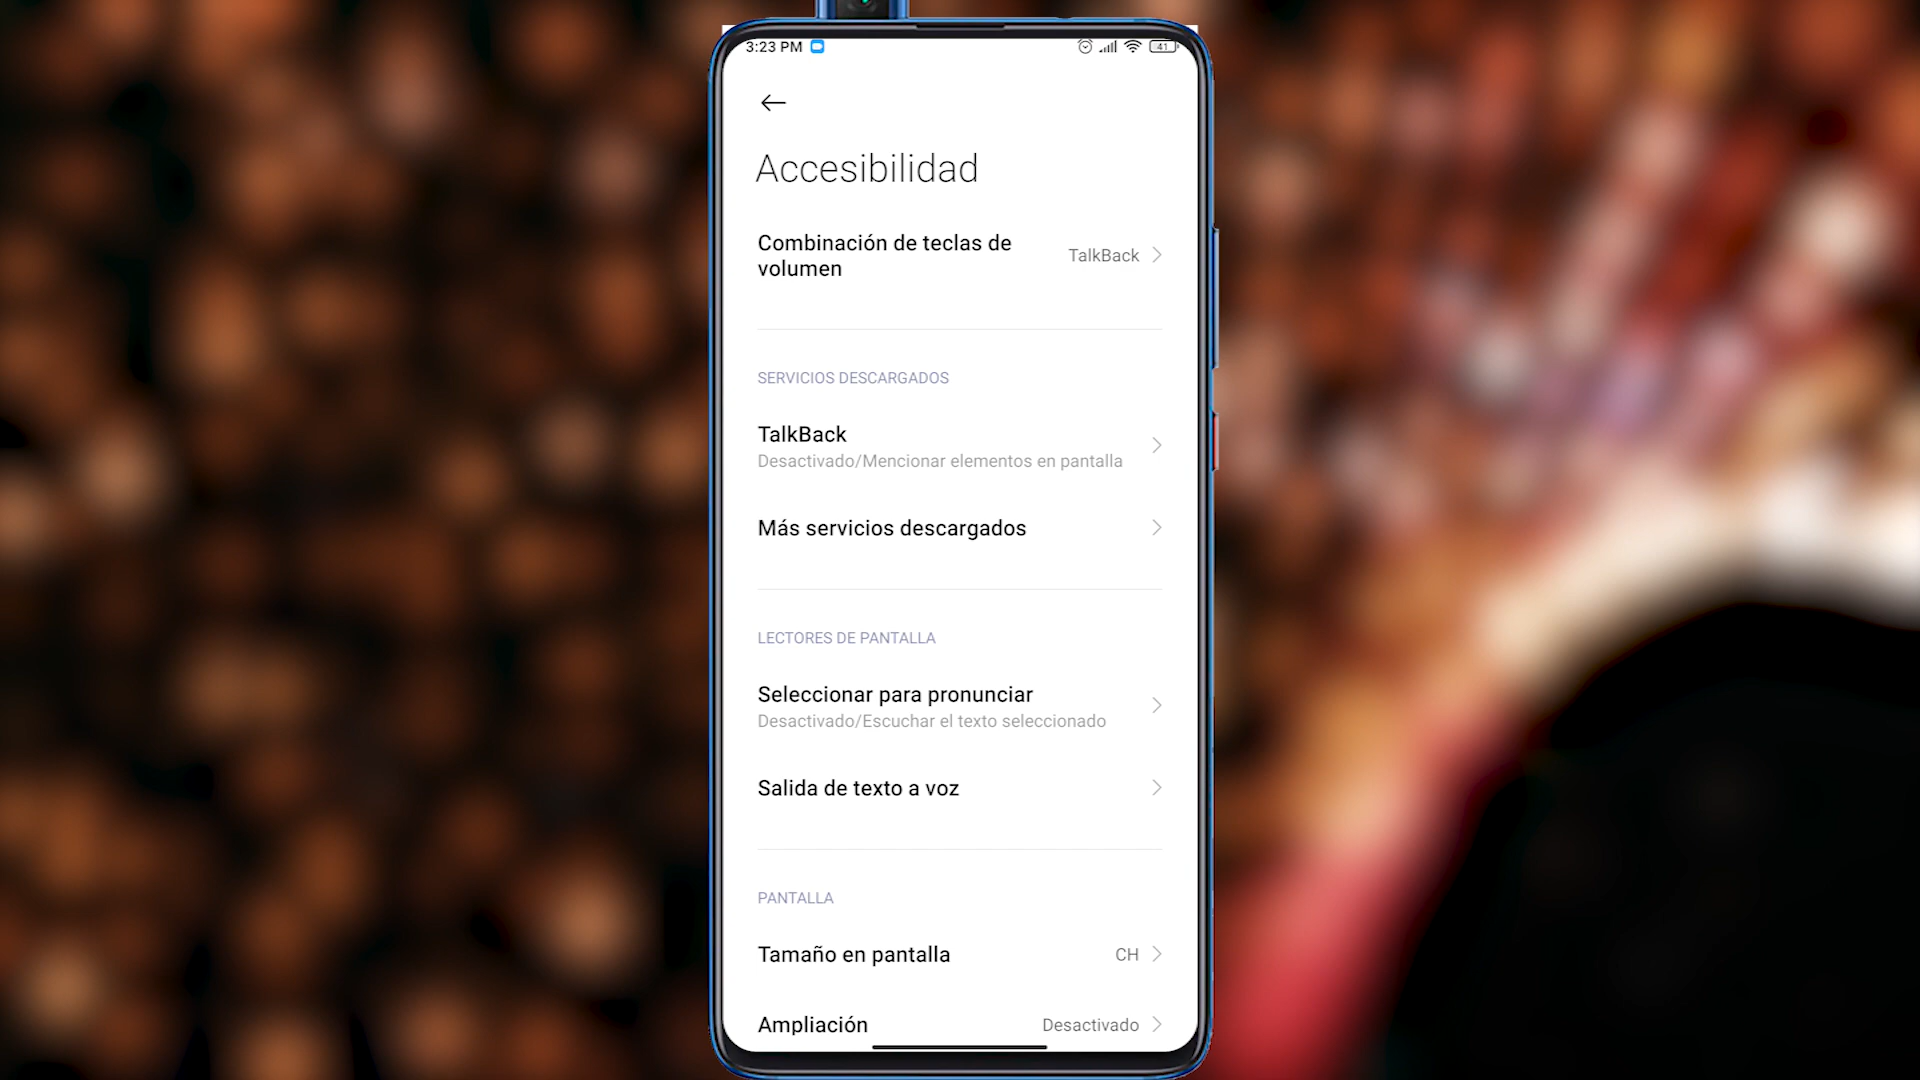 3:23 PM
41
Accesibilidad
Combinación de teclas de
volumen
TalkBack
SERVICIOS DESCARGADOS
TalkBack
Desactivado/Mencionar elementos en pantalla
Más servicios descargados
LECTORES DE PANTALLA
Seleccionar para pronunciar
Desactivado/Escuchar el texto seleccionado
Salida de texto a voz
PANTALLA
Tamaño en pantalla
CH
Ampliación
Desactivado